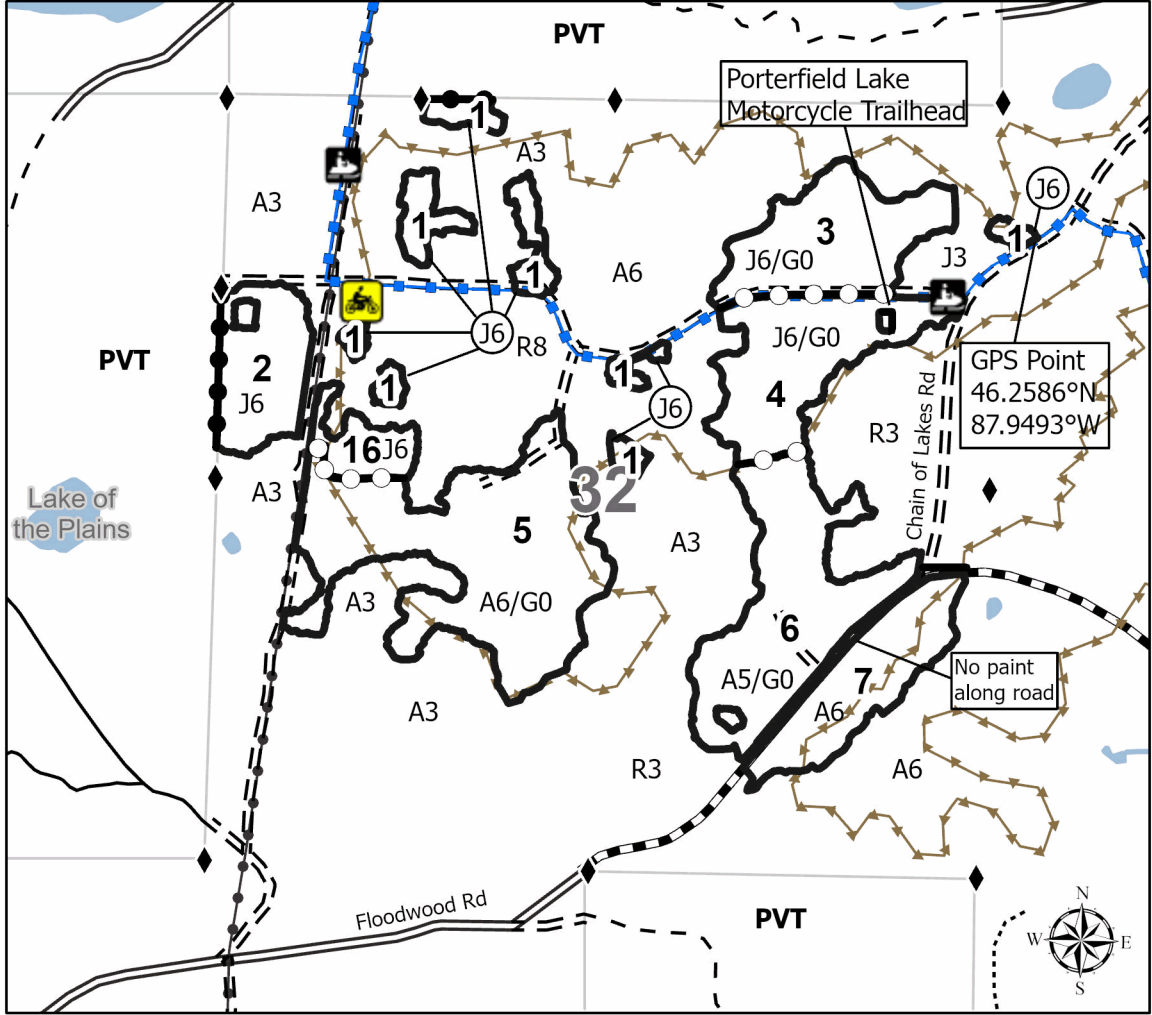 PVT
Porterfield Lake
Motorcycle Trailhead
1
A3
J6
A3
1
3
1
J3
J6/G0
1
A6
J6
R8
1
J6/G0
PVT
2
J6
1
1
GPS Point
46.2586°N
87.9493°W
4
J6
Chain of Lakes Rd
R3
16
J6
1
32
A3
Lake of
the Plains
5
A3
A3
A6/G0
6
No paint
along road
A5/G0
7
A6
A3
R3
A6
Floodwood Rd
PVT
N
W
E
S